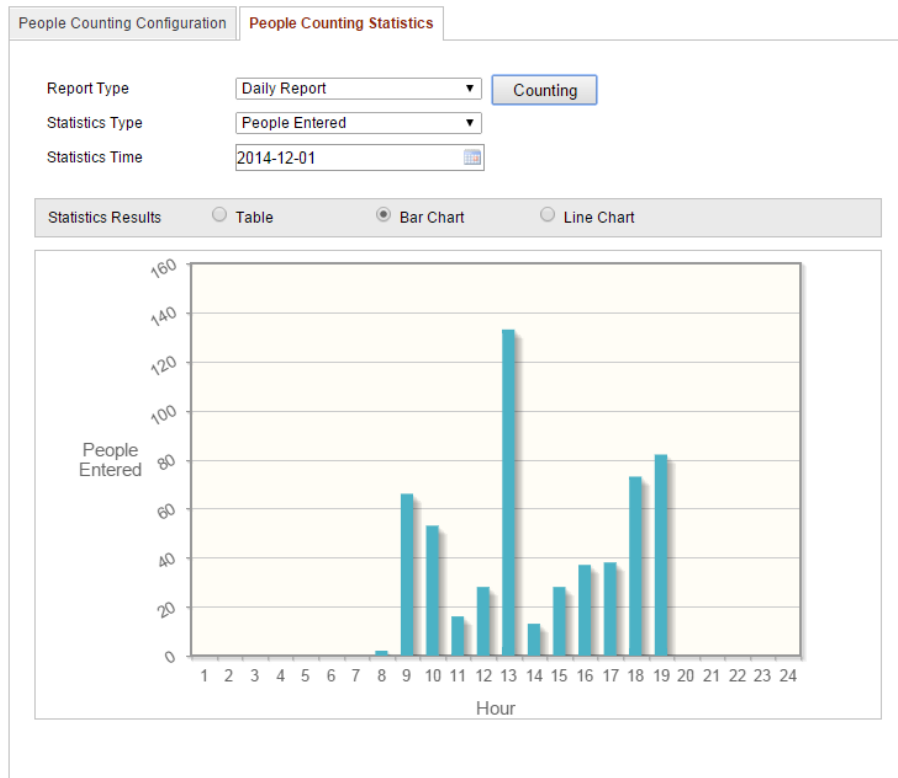 People Counting Configuration
People Counting Statistics
Report Type
Daily Report
Counting
Statistics Type
People Entered
Statistics Time
2014-12-01
Statistics Results
Table
Bar Chart
Line Chart
160
140
120
100
80
60
40
20
0
People
Entered
1 2 3 4 5 6 7 8 9 10 11 12 13 14 15 16 17 18 19 20 21 22 23 24
Hour